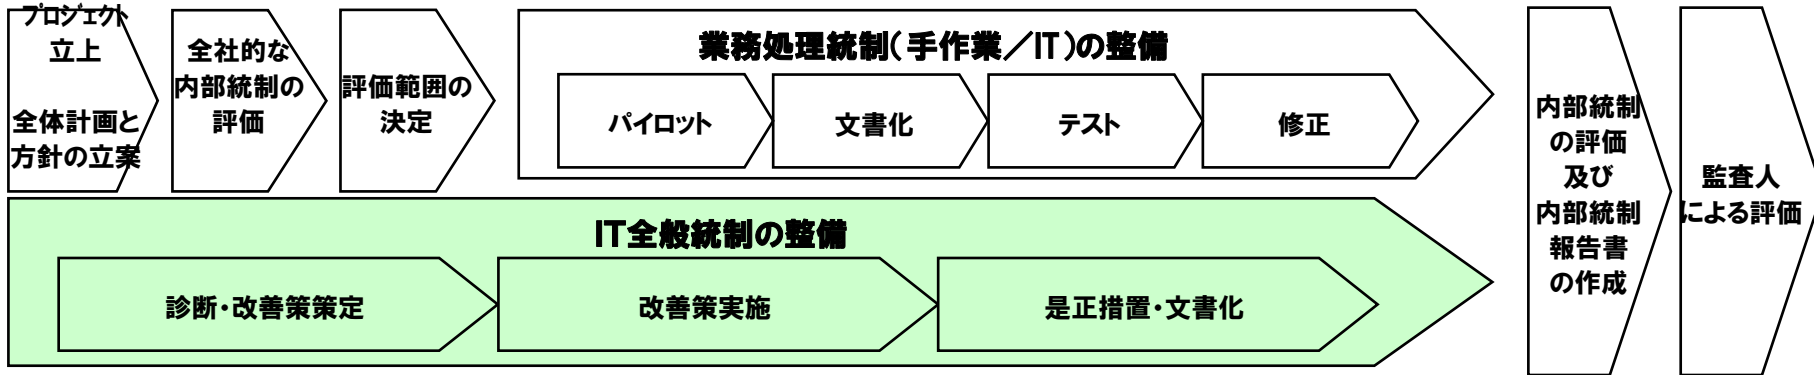 プロジェクト
立上
全体計画と
方針の立案
全社的な
内部統制の
評価
評価範囲の
決定
業務処理統制(手作業/IT)の整備
パイロット
文書化
テスト
修正
IT全般統制の整備
診断・改善策策定
改善策実施
是正措置・文書化
内部統制
の評価
及び
内部統制
報告書
の作成
監査人
による評価